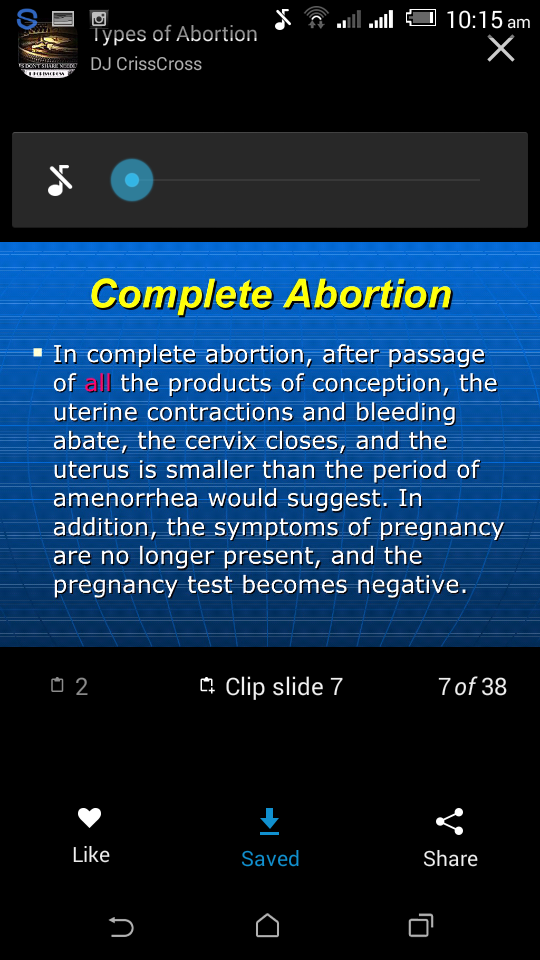 10:15 am
Types of Abortion
DJ CrissCross
Complete Abortion
In complete abortion, after passage
of all the products of conception, the
uterine contractions and bleeding
abate, the cervix closes, and the
uterus is smaller than the period of
amenorrhea would suggest. In
addition, the symptoms of pregnancy
are no longer present, and the
pregnancy test becomes negative.
2
Clip slide 7
7 of 38
Like
Saved
Share